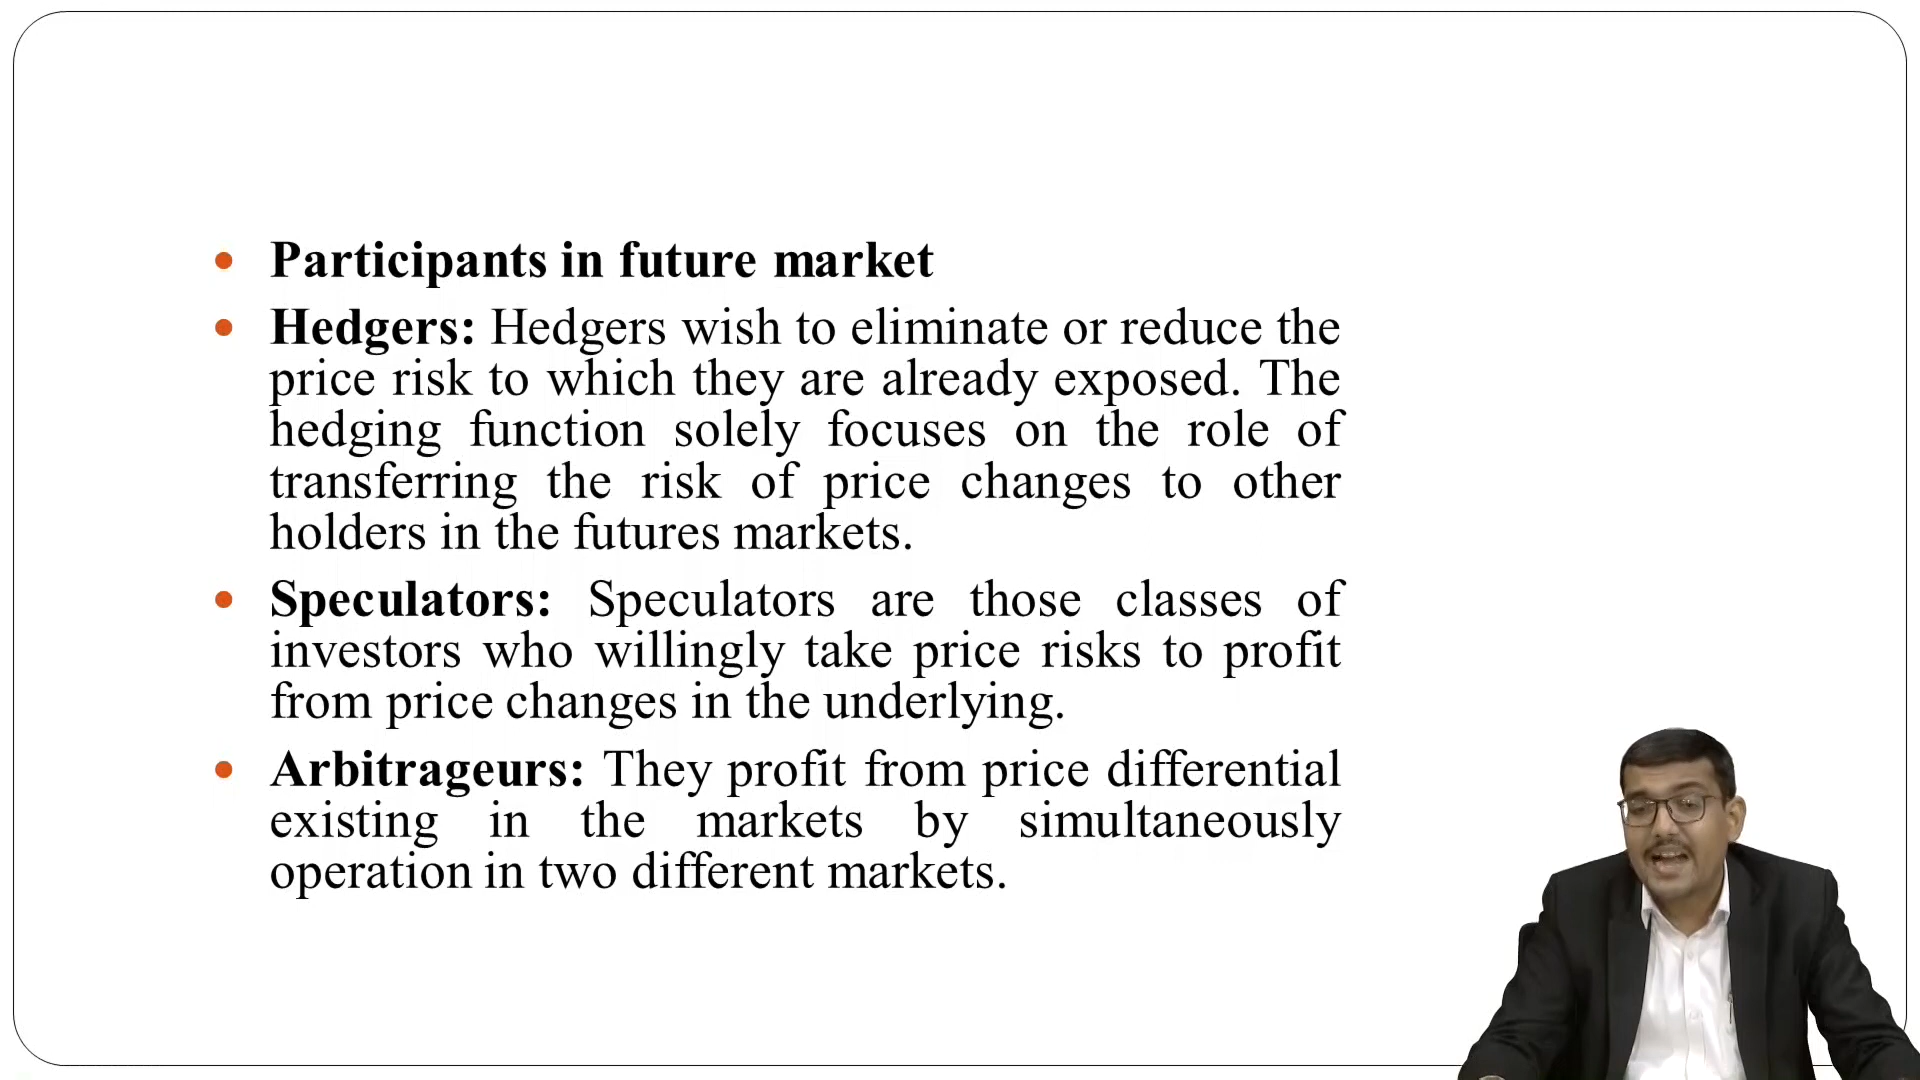 Participants in future market
Hedgers: Hedgers wish to eliminate or reduce the
price risk to which they are already exposed. The
hedging function solely focuses on the role of
transferring the risk of price changes to other
holders in the futures markets.
Speculators: Speculators are those classes of
investors who willingly take price risks to profit
from price changes in the underlying.
Arbitrageurs: They profit from price differential
existing in the markets by simultaneously
operation in two different markets.